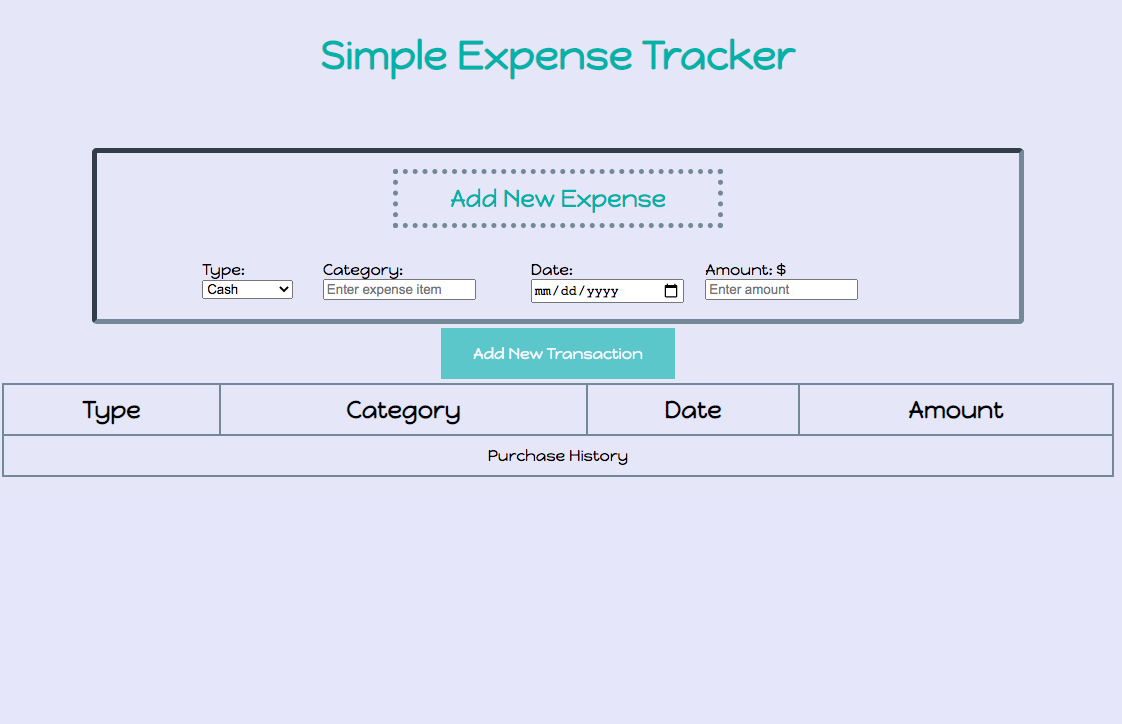 Simple Expense Tracker
Add New Expense
Type: Category: Date: Amount: $
Cash Enter expense item mm/dd/yyyy Enter amount
Add New Transaction
Type Category Date Amount
Purchase History